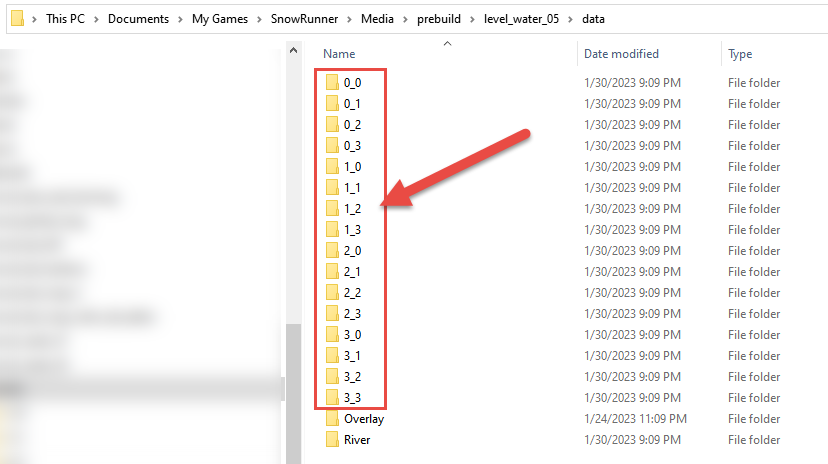 This PC > Documents > My Games > SnowRunner > Media > prebuild > level_water_05 > data
Name Date modified Type
0_0 1/30/2023 9:09 PM File folder
0_1 1/30/2023 9:09 PM File folder
0_2 1/30/2023 9:09 PM File folder
0_3 1/30/2023 9:09 PM File folder
1_0 1/30/2023 9:09 PM File folder
1_1 1/30/2023 9:09 PM File folder
1_2 1/30/2023 9:09 PM File folder
1_3 1/30/2023 9:09 PM File folder
2_0 1/30/2023 9:09 PM File folder
2_1 1/30/2023 9:09 PM File folder
2_2 1/30/2023 9:09 PM File folder
2_3 1/30/2023 9:09 PM File folder
3_0 1/30/2023 9:09 PM File folder
3_1 1/30/2023 9:09 PM File folder
3_2 1/30/2023 9:09 PM File folder
3_3 1/30/2023 9:09 PM File folder
Overlay 1/24/2023 11:09 PM File folder
River 1/30/2023 9:09 PM File folder